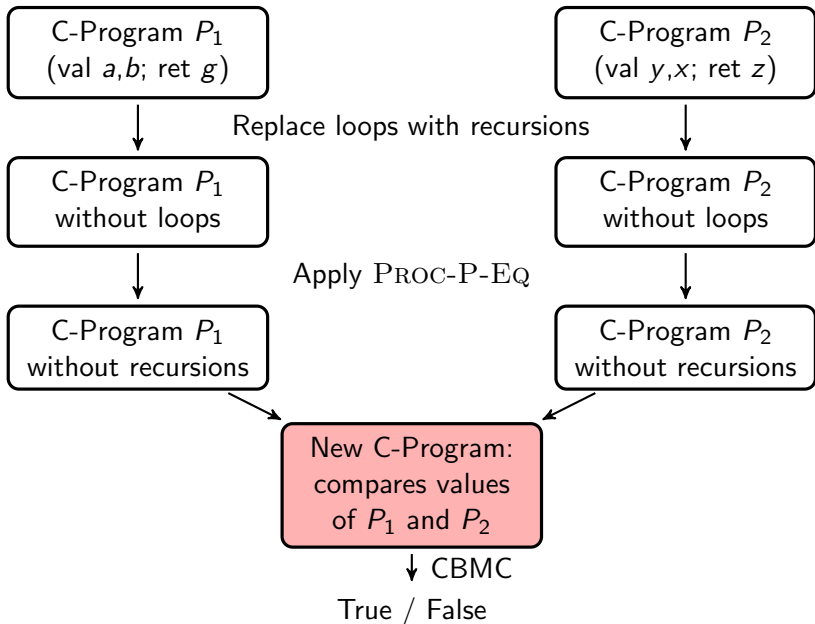 C-Program P₁
(val a,b; ret g)
C-Program P₂
(val y,x; ret z)
Replace loops with recursions
C-Program P₁
without loops
C-Program P₂
without loops
Apply PROC-P-EQ
C-Program P₁
without recursions
C-Program P₂
without recursions
New C-Program:
compares values
of P₁ and P₂
CBMC
True / False